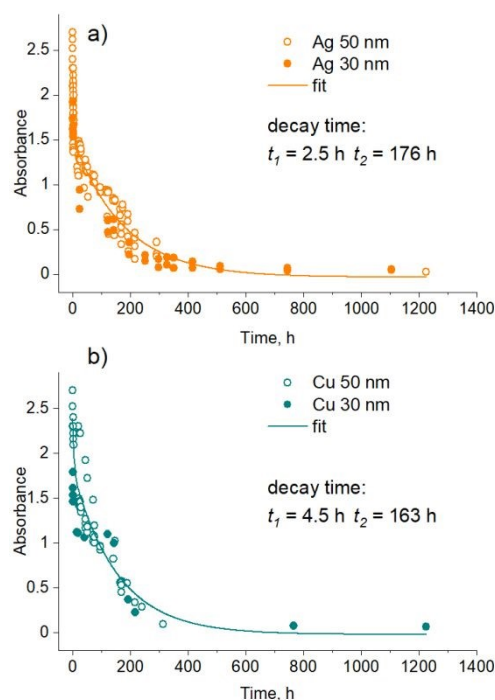 a)
Ag 50 nm
Ag 30 nm
fit
decay time:
t1 = 2.5 h t2 = 176 h
Absorbance
2.5
2
1.5
1
0.5
0
0 200 400 600 800 1000 1200 1400
Time, h
b)
Cu 50 nm
Cu 30 nm
fit
decay time:
t1 = 4.5 h t2 = 163 h
Absorbance
2.5
2
1.5
1
0.5
0
0 200 400 600 800 1000 1200 1400
Time, h